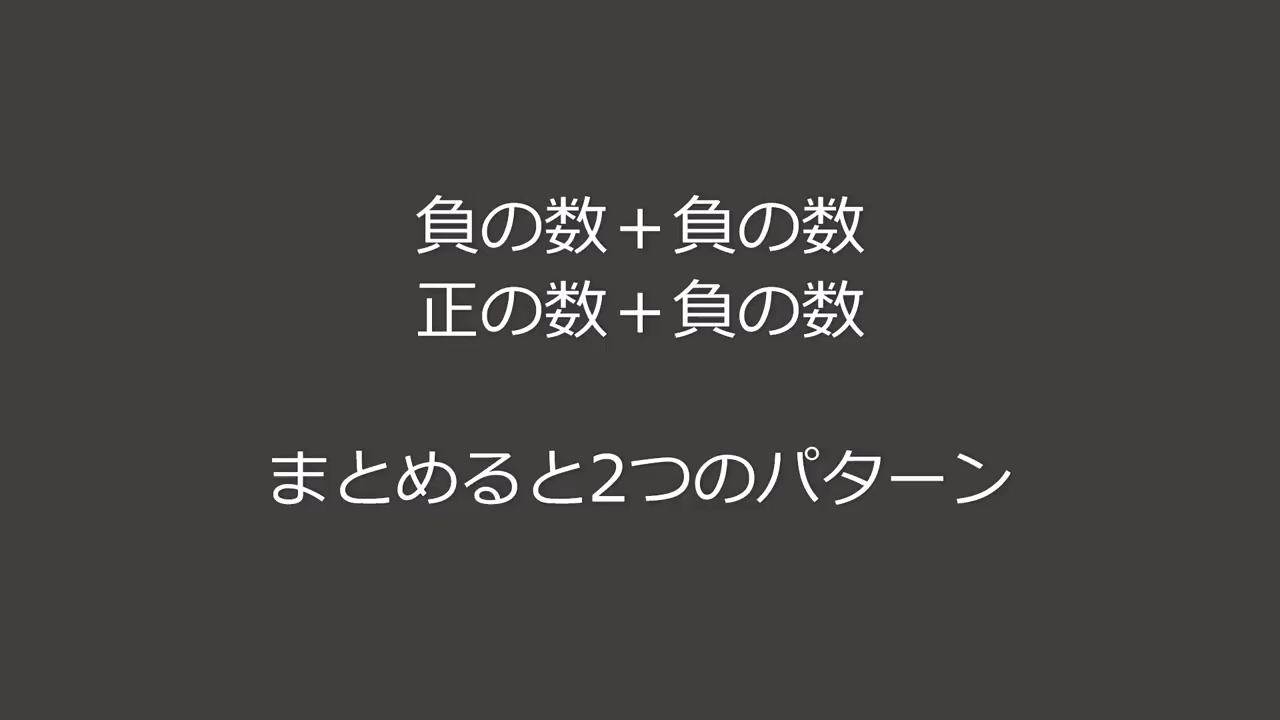 負の数＋負の数
正の数＋負の数
まとめると2つのパターン